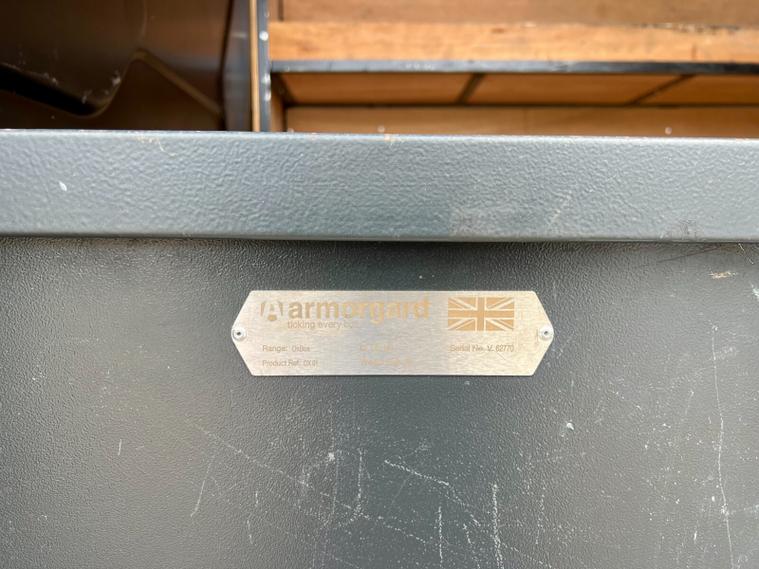 armorgard
ticking every box
Range: OxBox
Serial No. V. 62770
Product Ref. OX91